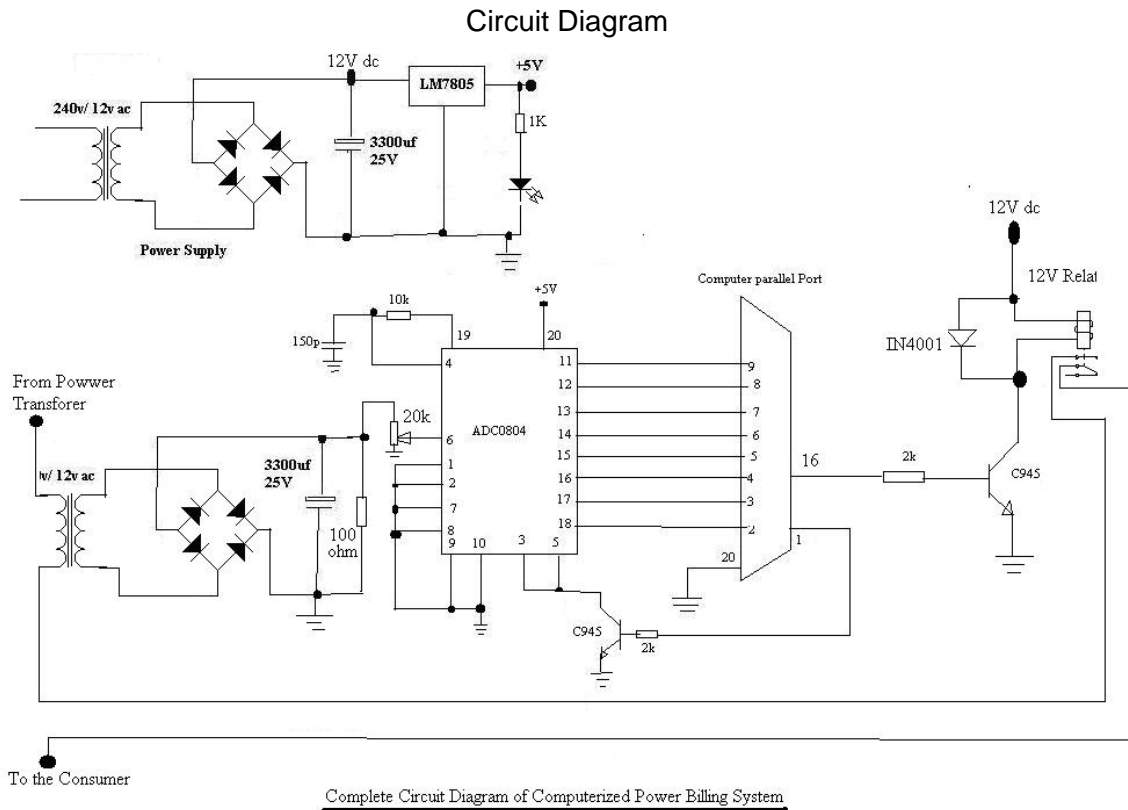 Circuit Diagram
12V dc
LM7805
+5V
240v/ 12v ac
1K
3300uf
25V
Power Supply
12V dc
12V Relat
Computer parallel Port
+5V
10k
150p
19
20
4
IN4001
11
9
12
8
From Powwer
Transforer
13
7
20k
ADC0804
14
6
6
15
5
16
4
16
2k
C945
3300uf
25V
1
2
17
3
v/ 12v ac
7
18
2
8
100
ohm
9
10
3
5
20
1
C945
2k
To the Consumer
Complete Circuit Diagram of Computerized Power Billing System